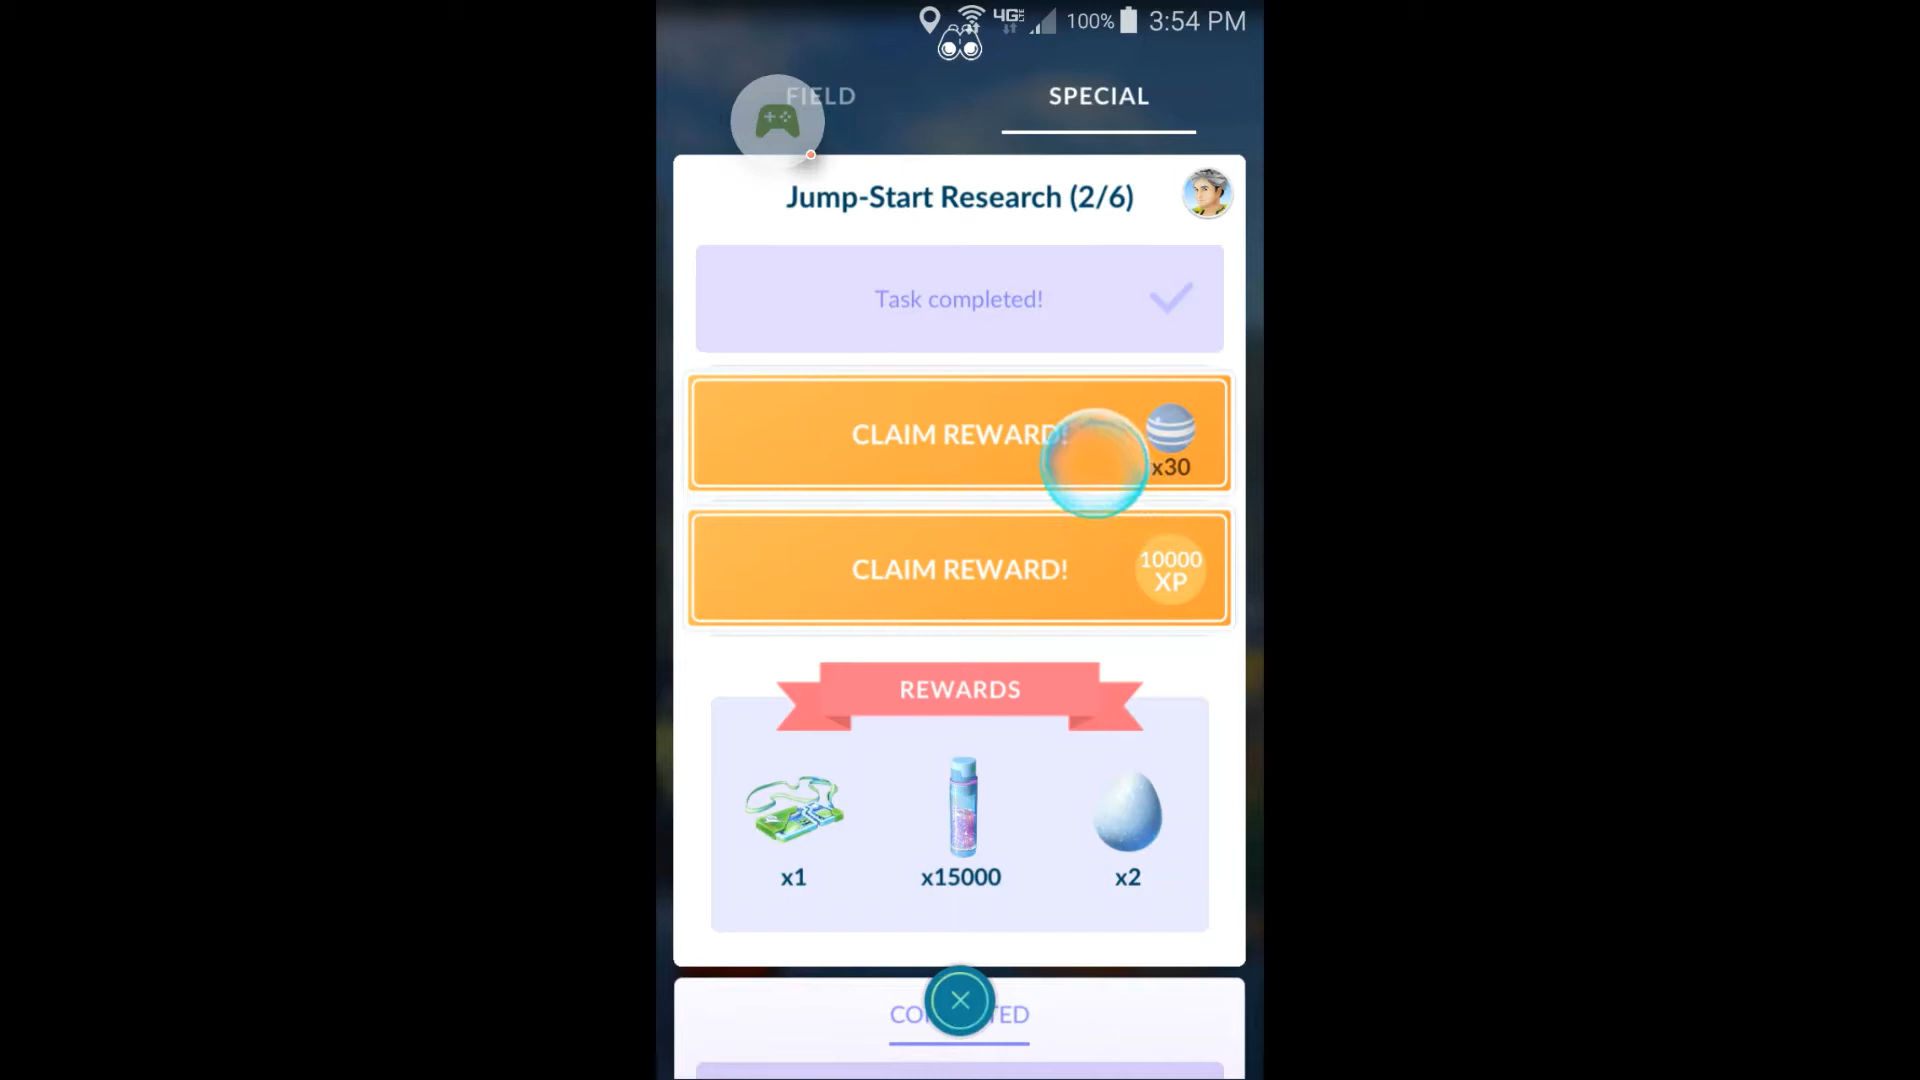 4G LTE 100% 3:54 PM
FIELD SPECIAL
Jump-Start Research (2/6)
Task completed!
CLAIM REWARD!
x30
CLAIM REWARD!
10000
XP
REWARDS
x1 x15000 x2